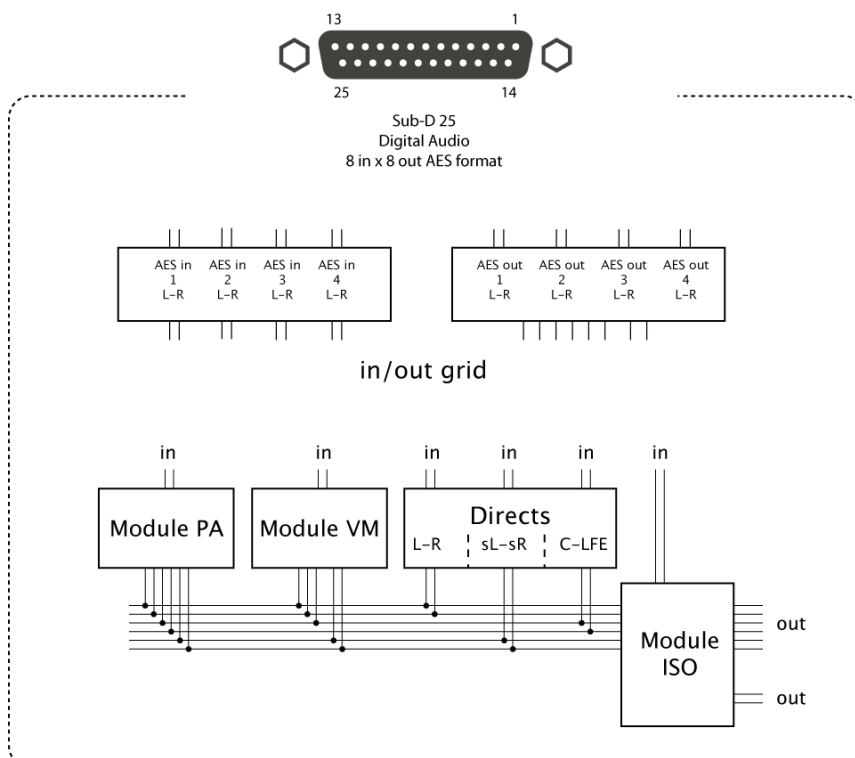 13 1
25 14
Sub-D 25
Digital Audio
8 in x 8 out AES format
AES in AES in AES in AES in
1 2 3 4
L-R L-R L-R L-R
AES out AES out AES out AES out
1 2 3 4
L-R L-R L-R L-R
in/out grid
in in in in in in
Module PA Module VM Directs
L-R sL-sR C-LFE
Module
ISO
out
out